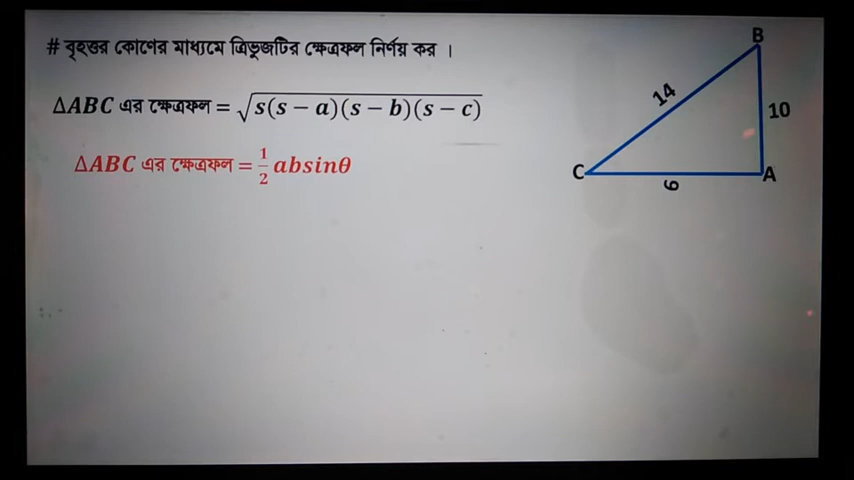 # বৃহত্তর কোণের মাধ্যমে ত্রিভূজটির ক্ষেত্রফল নির্ণয় কর ।
ΔABC এর ক্ষেত্রফল = √s(s − a)(s − b)(s − c)
ΔABC এর ক্ষেত্রফল = 1/2 absinθ
B
14
10
C
A
6